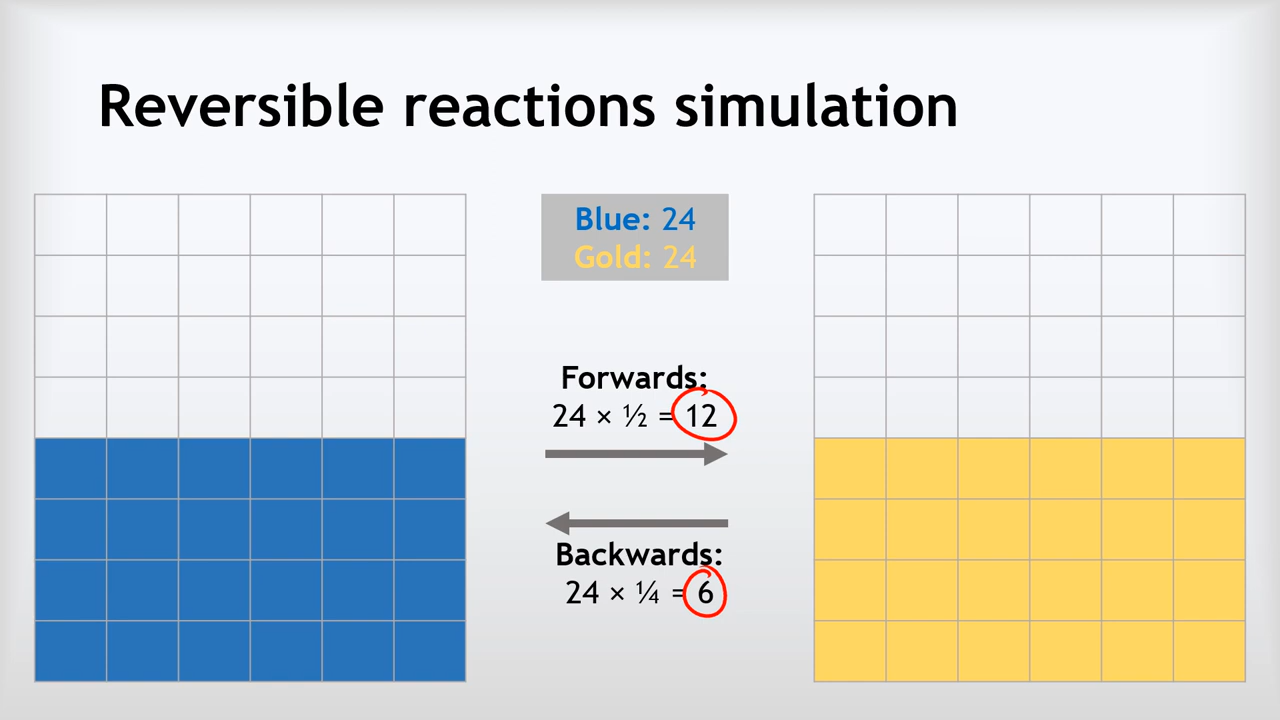 Reversible reactions simulation
Blue: 24
Gold: 24
Forwards:
24 × ½ = 12
Backwards:
24 × ¼ = 6